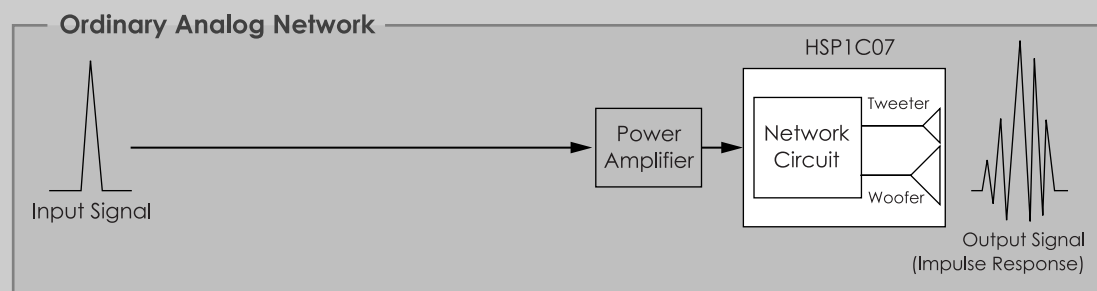 Ordinary Analog Network
HSP1C07
Tweeter
Power
Amplifier
Network
Circuit
Woofer
Input Signal
Output Signal
(Impulse Response)